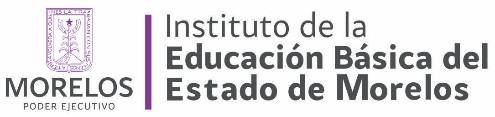 MORELOS
PODER EJECUTIVO
Instituto de la
Educación Básica del
Estado de Morelos